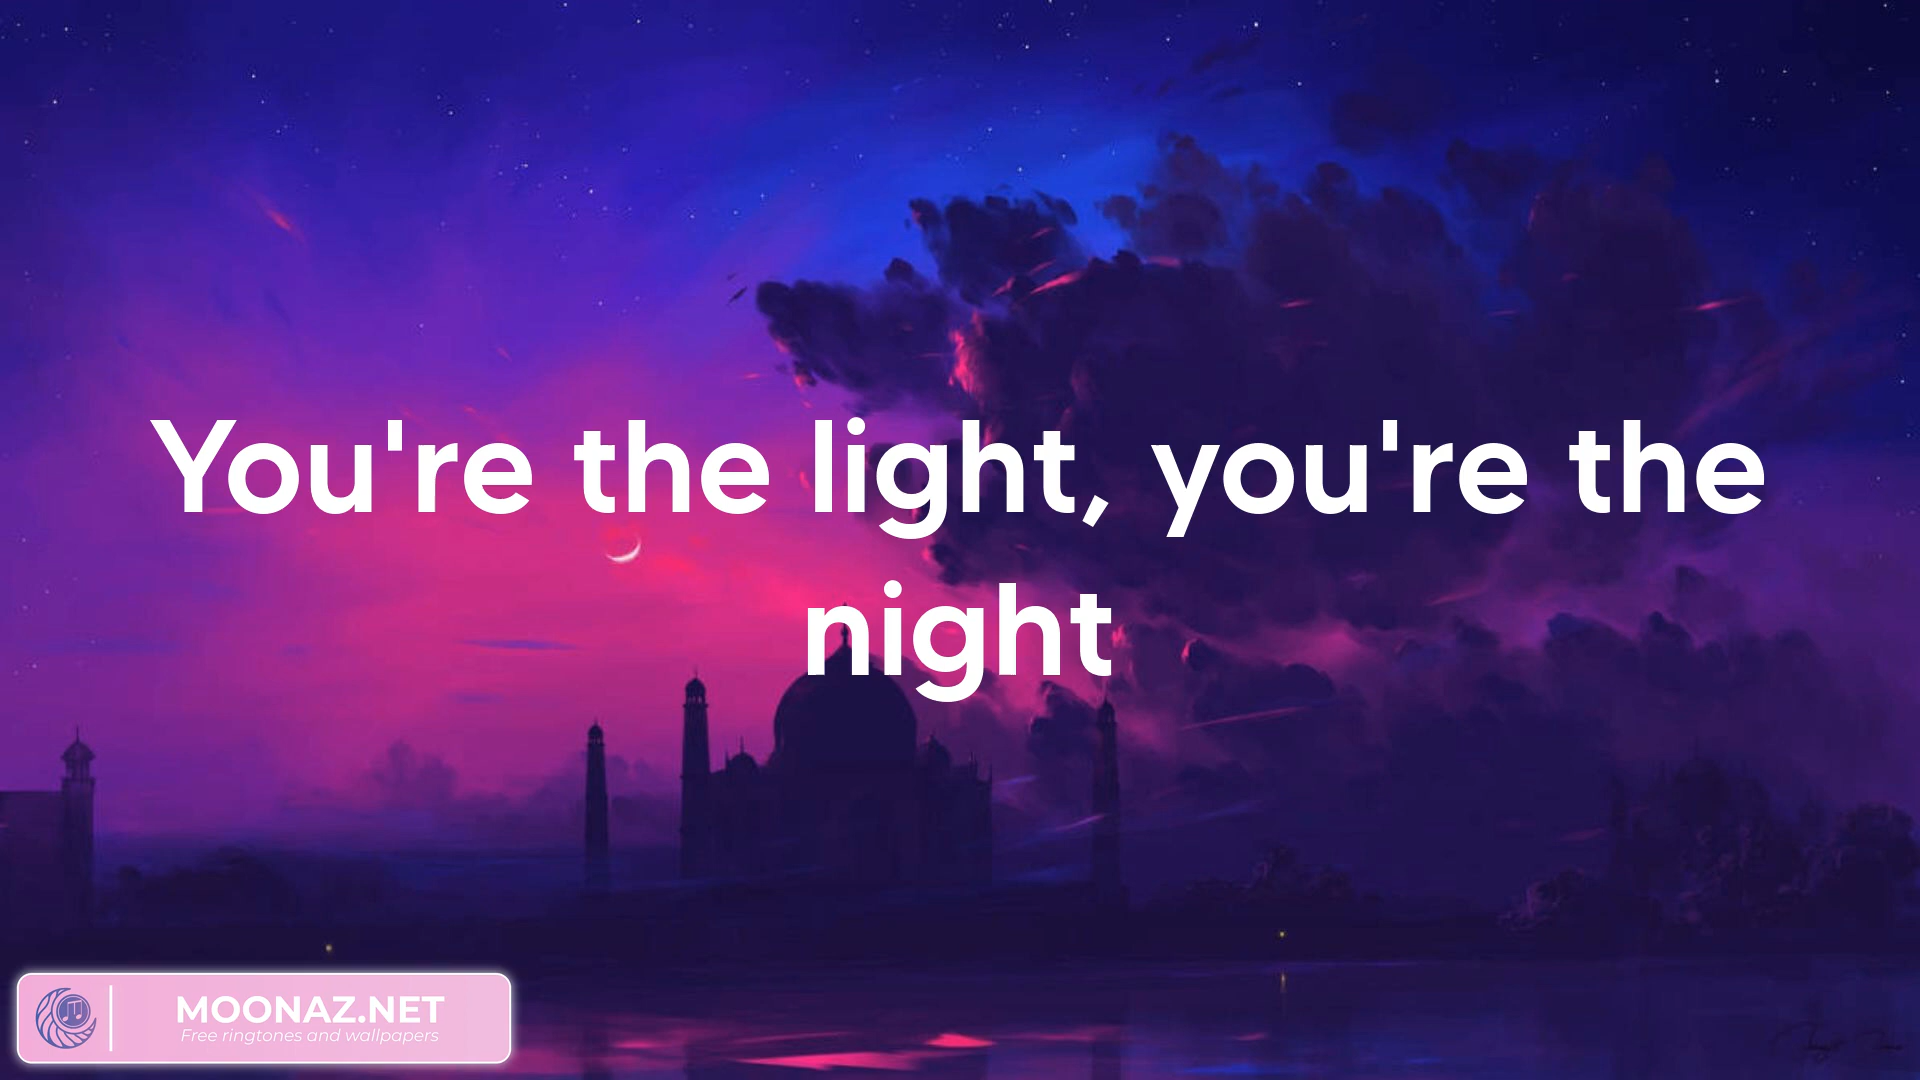 You're the light, you're the
night
MOONAZ.NET
Free ringtones and wallpapers